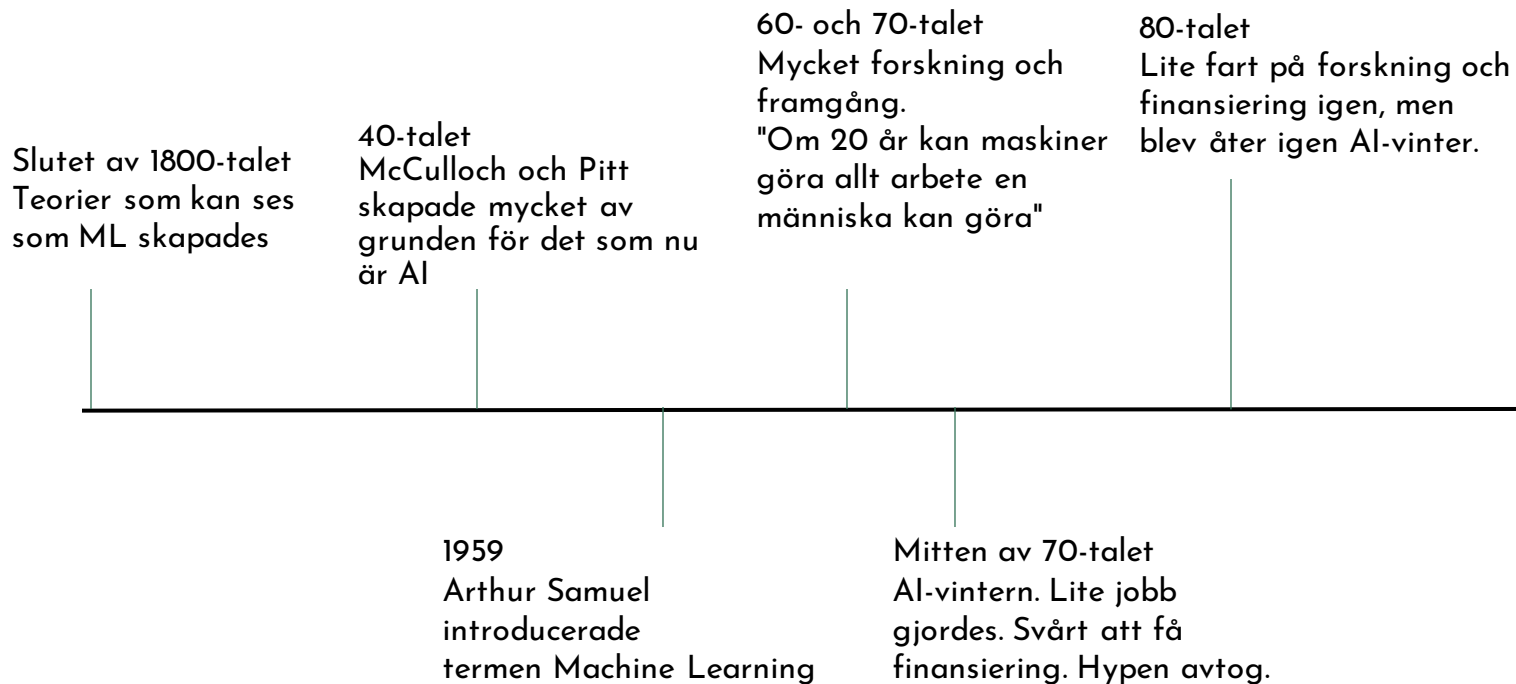 Slutet av 1800-talet
Teorier som kan ses
som ML skapades
40-talet
McCulloch och Pitt
skapade mycket av
grunden för det som nu
är AI
1959
Arthur Samuel
introducerade
termen Machine Learning
60- och 70-talet
Mycket forskning och
framgång.
"Om 20 år kan maskiner
göra allt arbete en
människa kan göra"
Mitten av 70-talet
AI-vintern. Lite jobb
gjordes. Svårt att få
finansiering. Hypen avtog.
80-talet
Lite fart på forskning och
finansiering igen, men
blev åter igen AI-vinter.